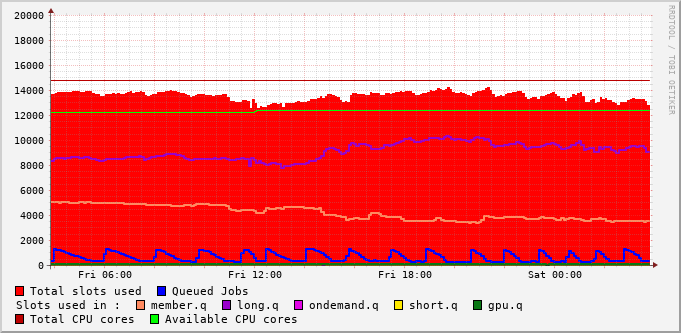 20000
18000
16000
14000
12000
10000
8000
6000
4000
2000
0
Fri 06:00 Fri 12:00 Fri 18:00 Sat 00:00
Total slots used Queued Jobs
Slots used in : member.q long.q ondemand.q short.q gpu.q
Total CPU cores Available CPU cores
RRDTOOL / TOBI OETIKER